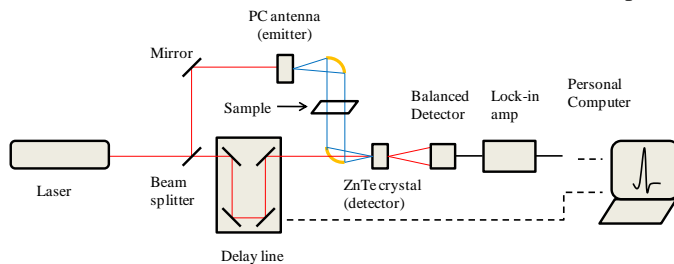 PC antenna
(emitter)
Mirror
Sample
Balanced
Detector
Lock-in
amp
Personal
Computer
Laser
Beam
splitter
ZnTe crystal
(detector)
Delay line